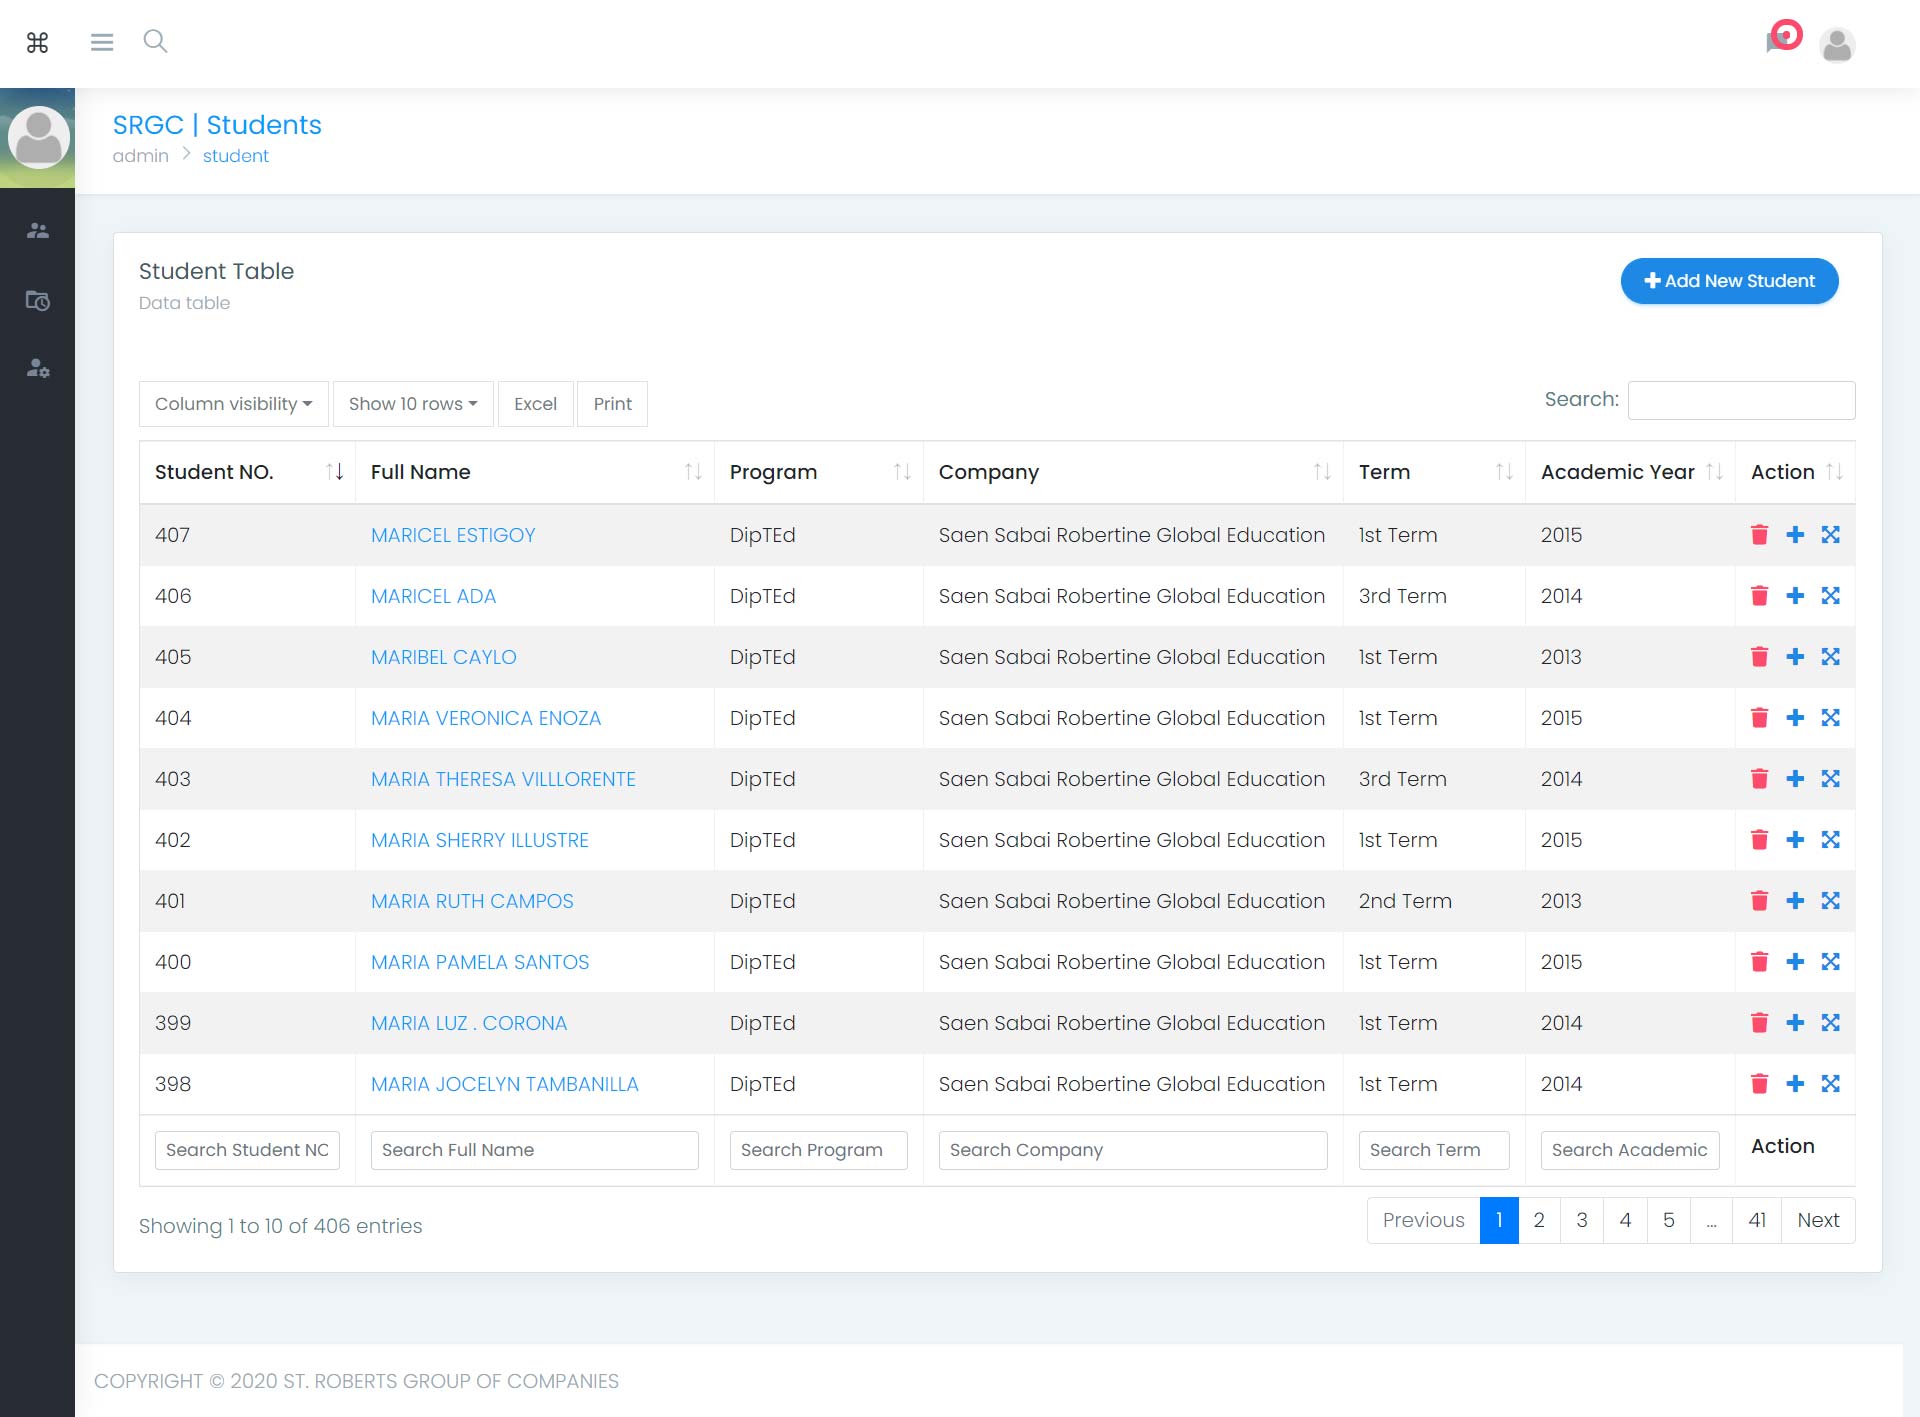 SRGC | Students
admin > student
Student Table
Data table
Add New Student
Column visibility Show 10 rows Excel Print
Search:
Student NO. Full Name Program Company Term Academic Year Action
407 MARICEL ESTIGOY DipTEd Saen Sabai Robertine Global Education 1st Term 2015
406 MARICEL ADA DipTEd Saen Sabai Robertine Global Education 3rd Term 2014
405 MARIBEL CAYLO DipTEd Saen Sabai Robertine Global Education 1st Term 2013
404 MARIA VERONICA ENOZA DipTEd Saen Sabai Robertine Global Education 1st Term 2015
403 MARIA THERESA VILLLORENTE DipTEd Saen Sabai Robertine Global Education 3rd Term 2014
402 MARIA SHERRY ILLUSTRE DipTEd Saen Sabai Robertine Global Education 1st Term 2015
401 MARIA RUTH CAMPOS DipTEd Saen Sabai Robertine Global Education 2nd Term 2013
400 MARIA PAMELA SANTOS DipTEd Saen Sabai Robertine Global Education 1st Term 2015
399 MARIA LUZ . CORONA DipTEd Saen Sabai Robertine Global Education 1st Term 2014
398 MARIA JOCELYN TAMBANILLA DipTEd Saen Sabai Robertine Global Education 1st Term 2014
Search Student NO Search Full Name Search Program Search Company Search Term Search Academic Action
Showing 1 to 10 of 406 entries
Previous 1 2 3 4 5 ... 41 Next
COPYRIGHT © 2020 ST. ROBERTS GROUP OF COMPANIES